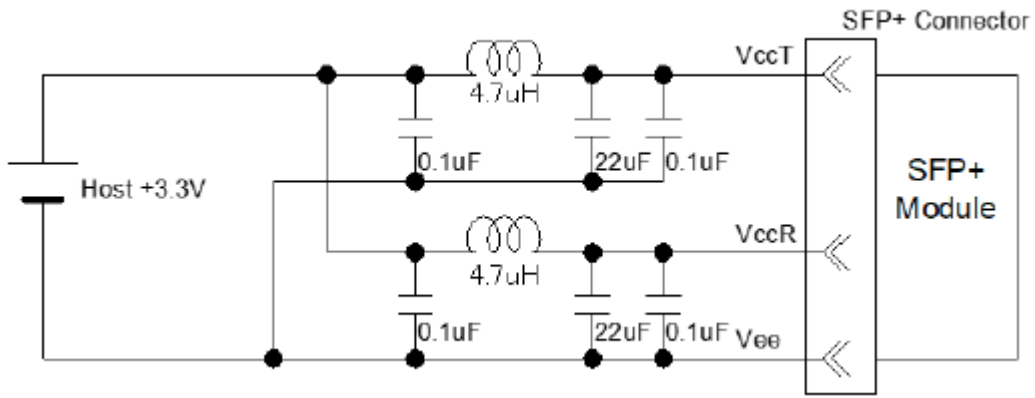 SFP+ Connector
VccT
4.7uH
0.1uF
22uF
0.1uF
Host +3.3V
SFP+
Module
VccR
4.7uH
0.1uF
22uF
0.1uF
Vee